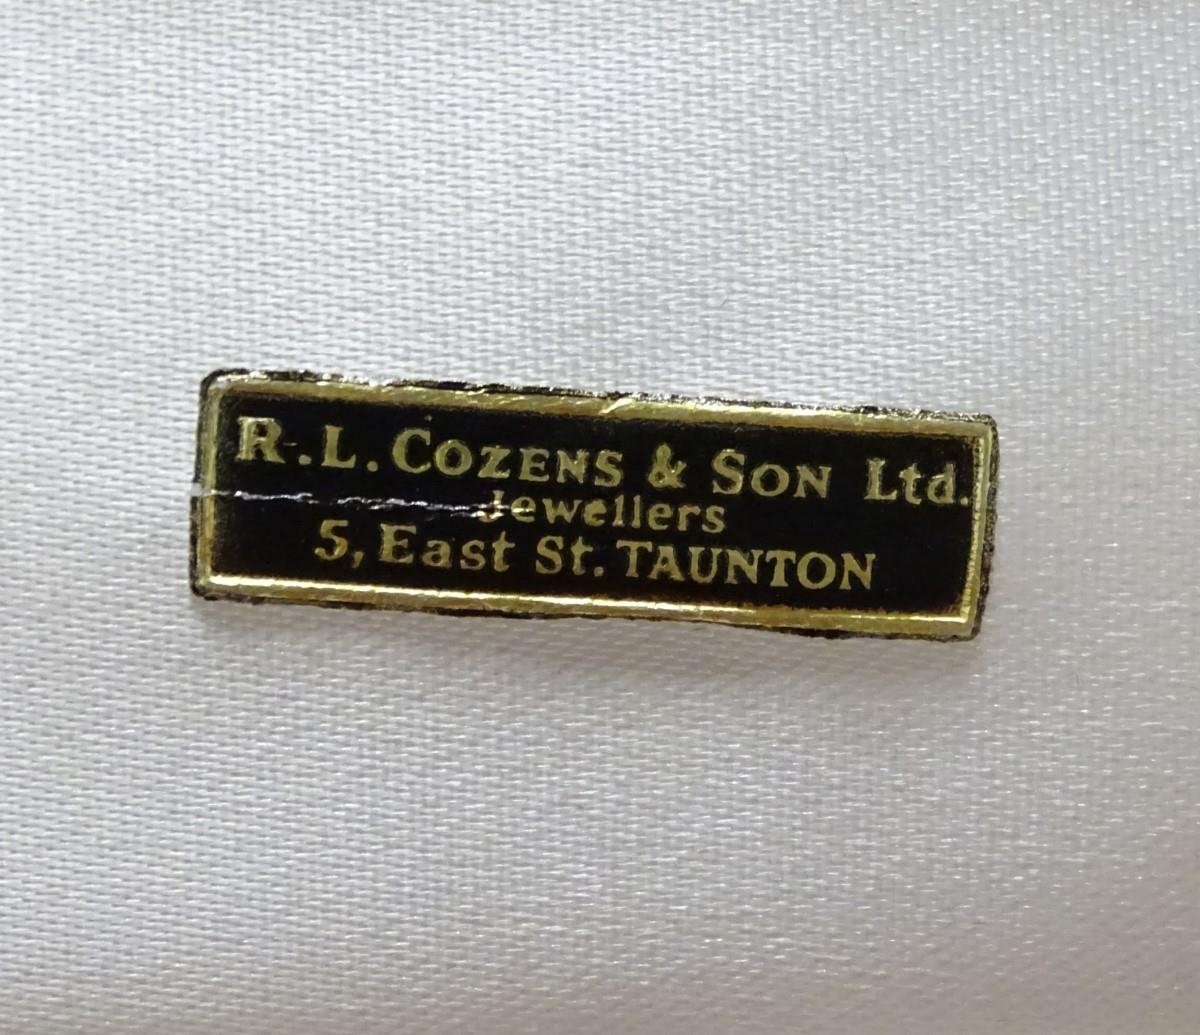 R.L. COZENS & SON Ltd.
Jewellers
5, East St. TAUNTON